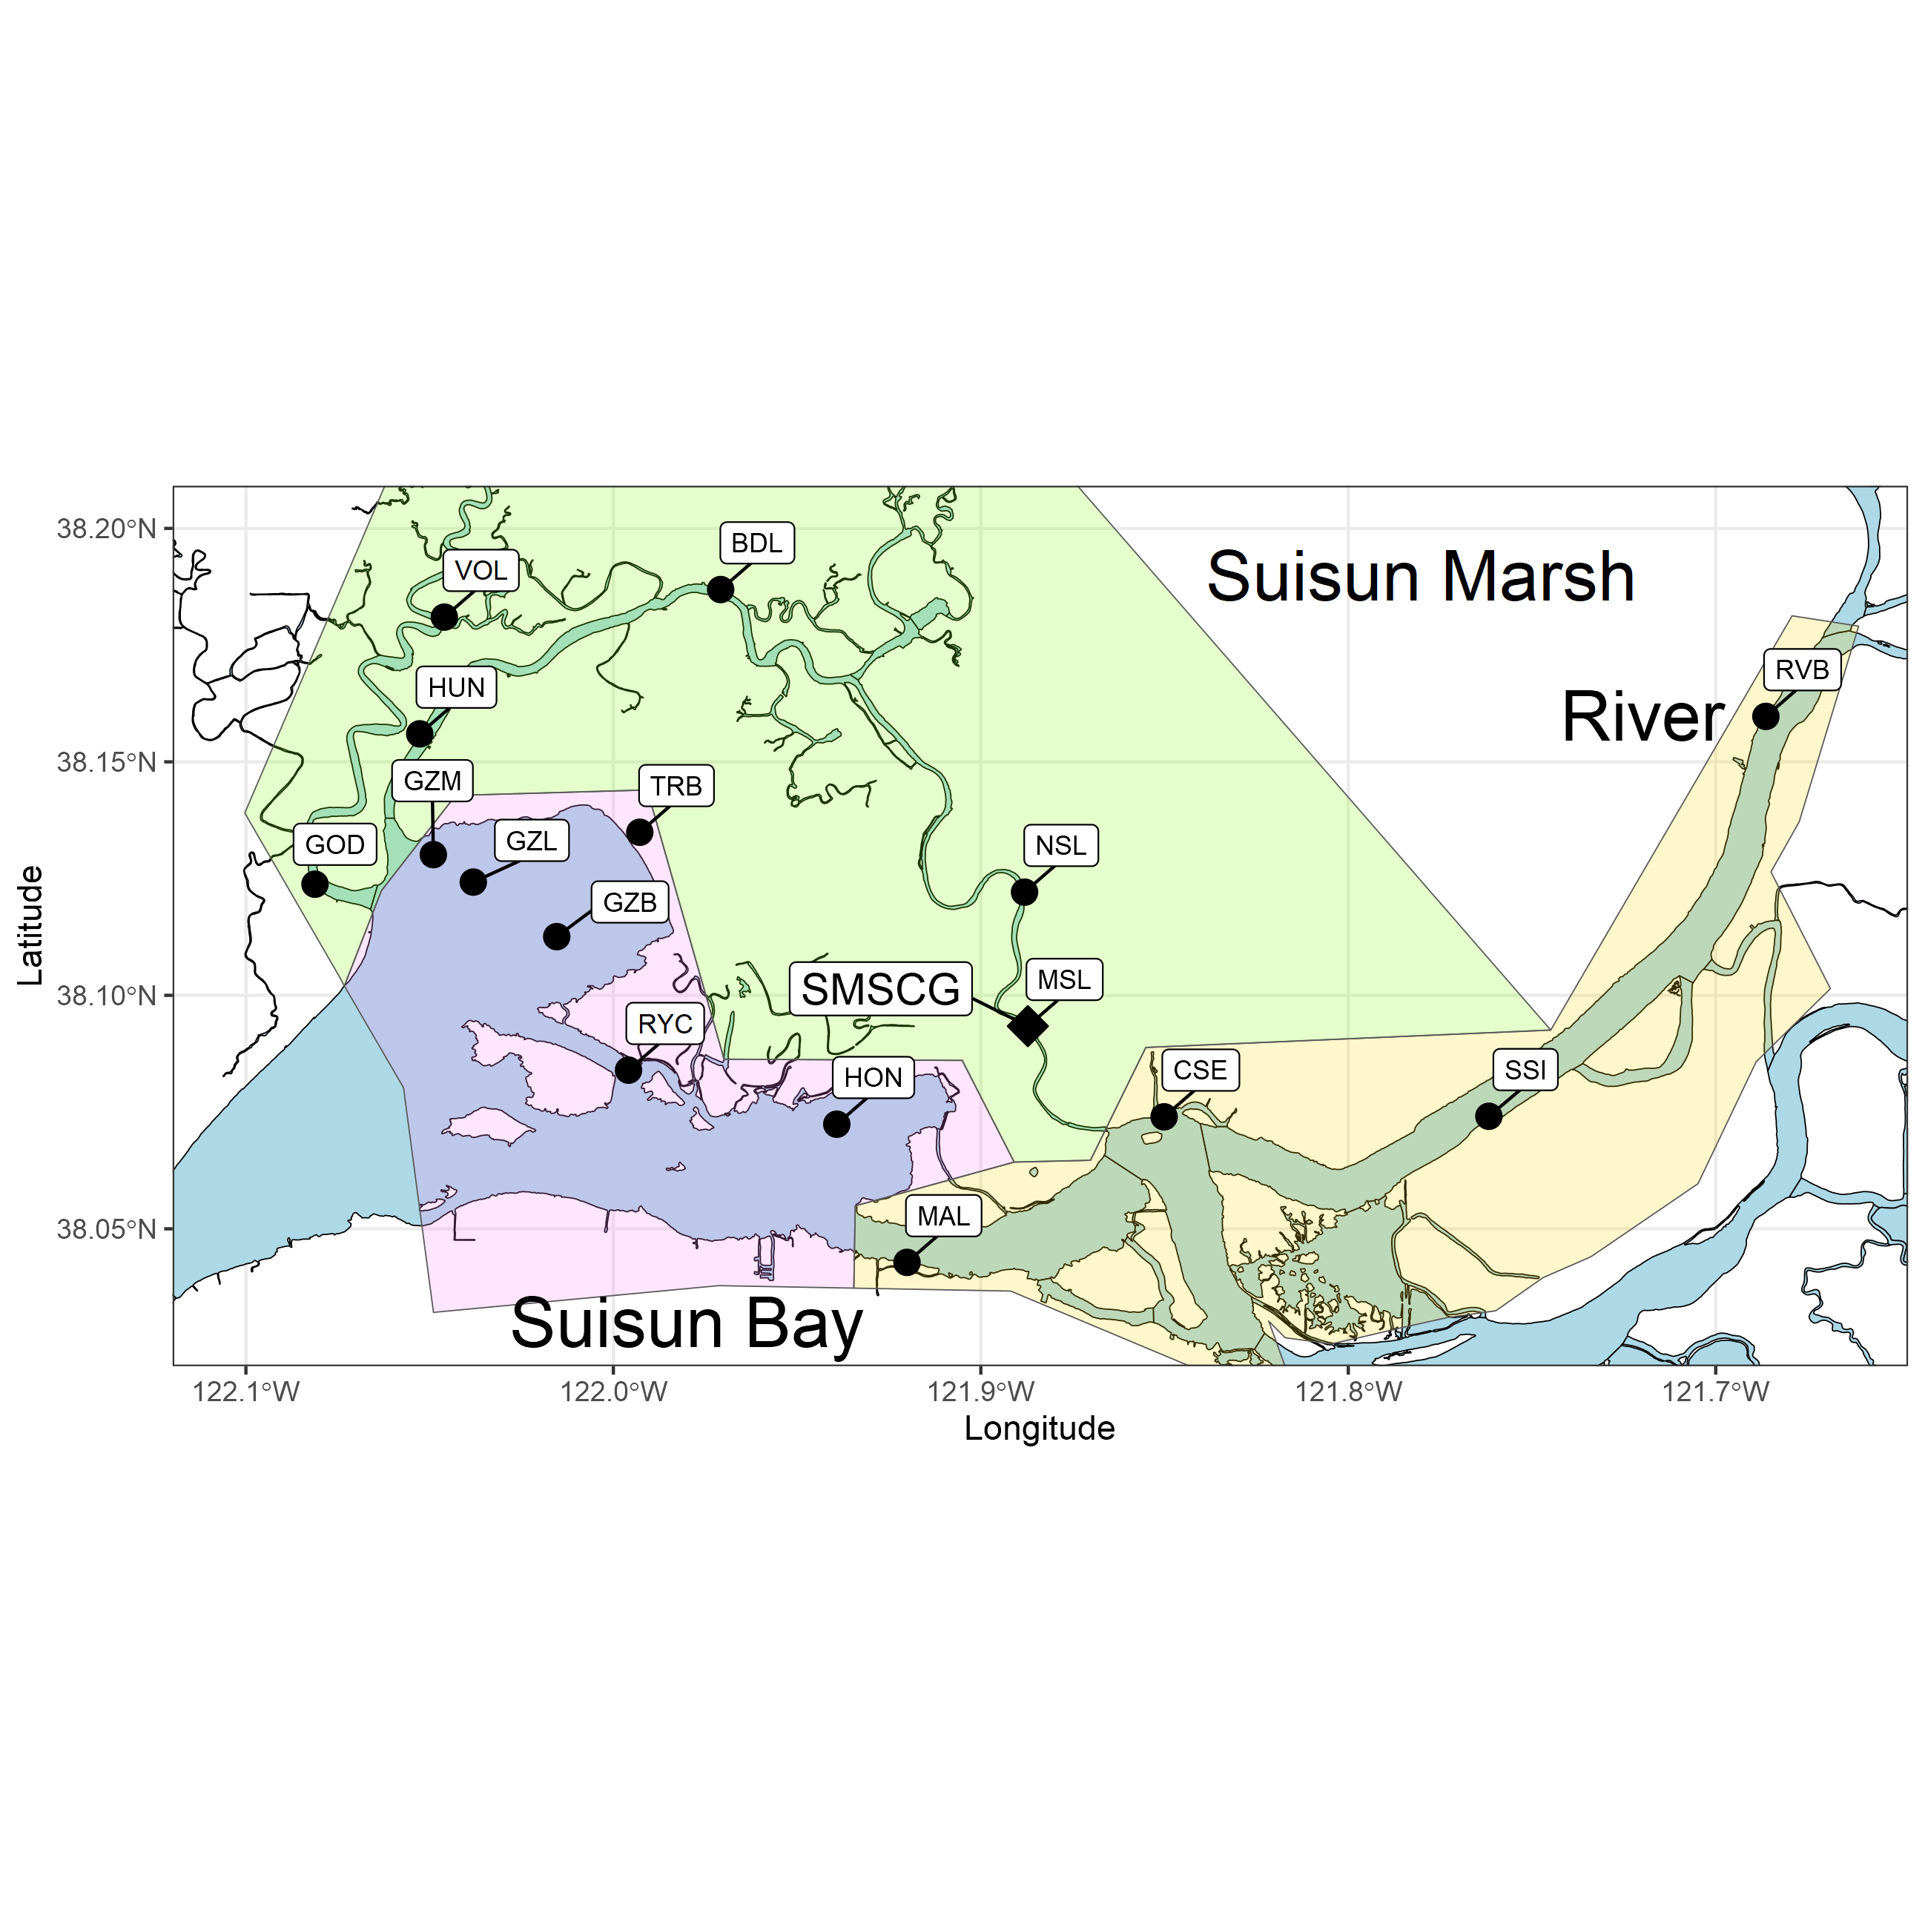 Suisun Marsh
River
Suisun Bay
BDL
VOL
HUN
RVB
GZM
TRB
GOD
GZL
NSL
GZB
SMSCG
MSL
RYC
HON
CSE
SSI
MAL
38.20°N
38.15°N
38.10°N
38.05°N
Latitude
122.1°W
122.0°W
121.9°W
121.8°W
121.7°W
Longitude